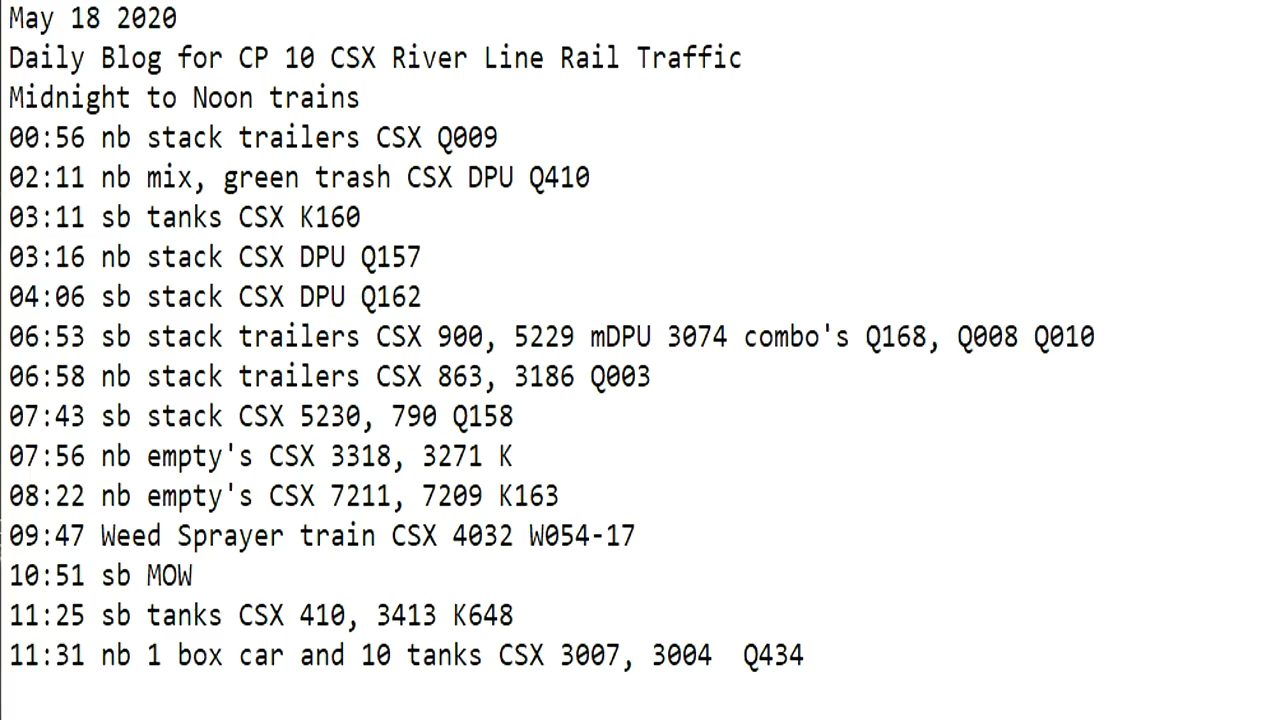 May 18 2020
Daily Blog for CP 10 CSX River Line Rail Traffic
Midnight to Noon trains
00:56 nb stack trailers CSX Q009
02:11 nb mix, green trash CSX DPU Q410
03:11 sb tanks CSX K160
03:16 nb stack CSX DPU Q157
04:06 sb stack CSX DPU Q162
06:53 sb stack trailers CSX 900, 5229 mDPU 3074 combo's Q168, Q008 Q010
06:58 nb stack trailers CSX 863, 3186 Q003
07:43 sb stack CSX 5230, 790 Q158
07:56 nb empty's CSX 3318, 3271 K
08:22 nb empty's CSX 7211, 7209 K163
09:47 Weed Sprayer train CSX 4032 W054-17
10:51 sb MOW
11:25 sb tanks CSX 410, 3413 K648
11:31 nb 1 box car and 10 tanks CSX 3007, 3004  Q434